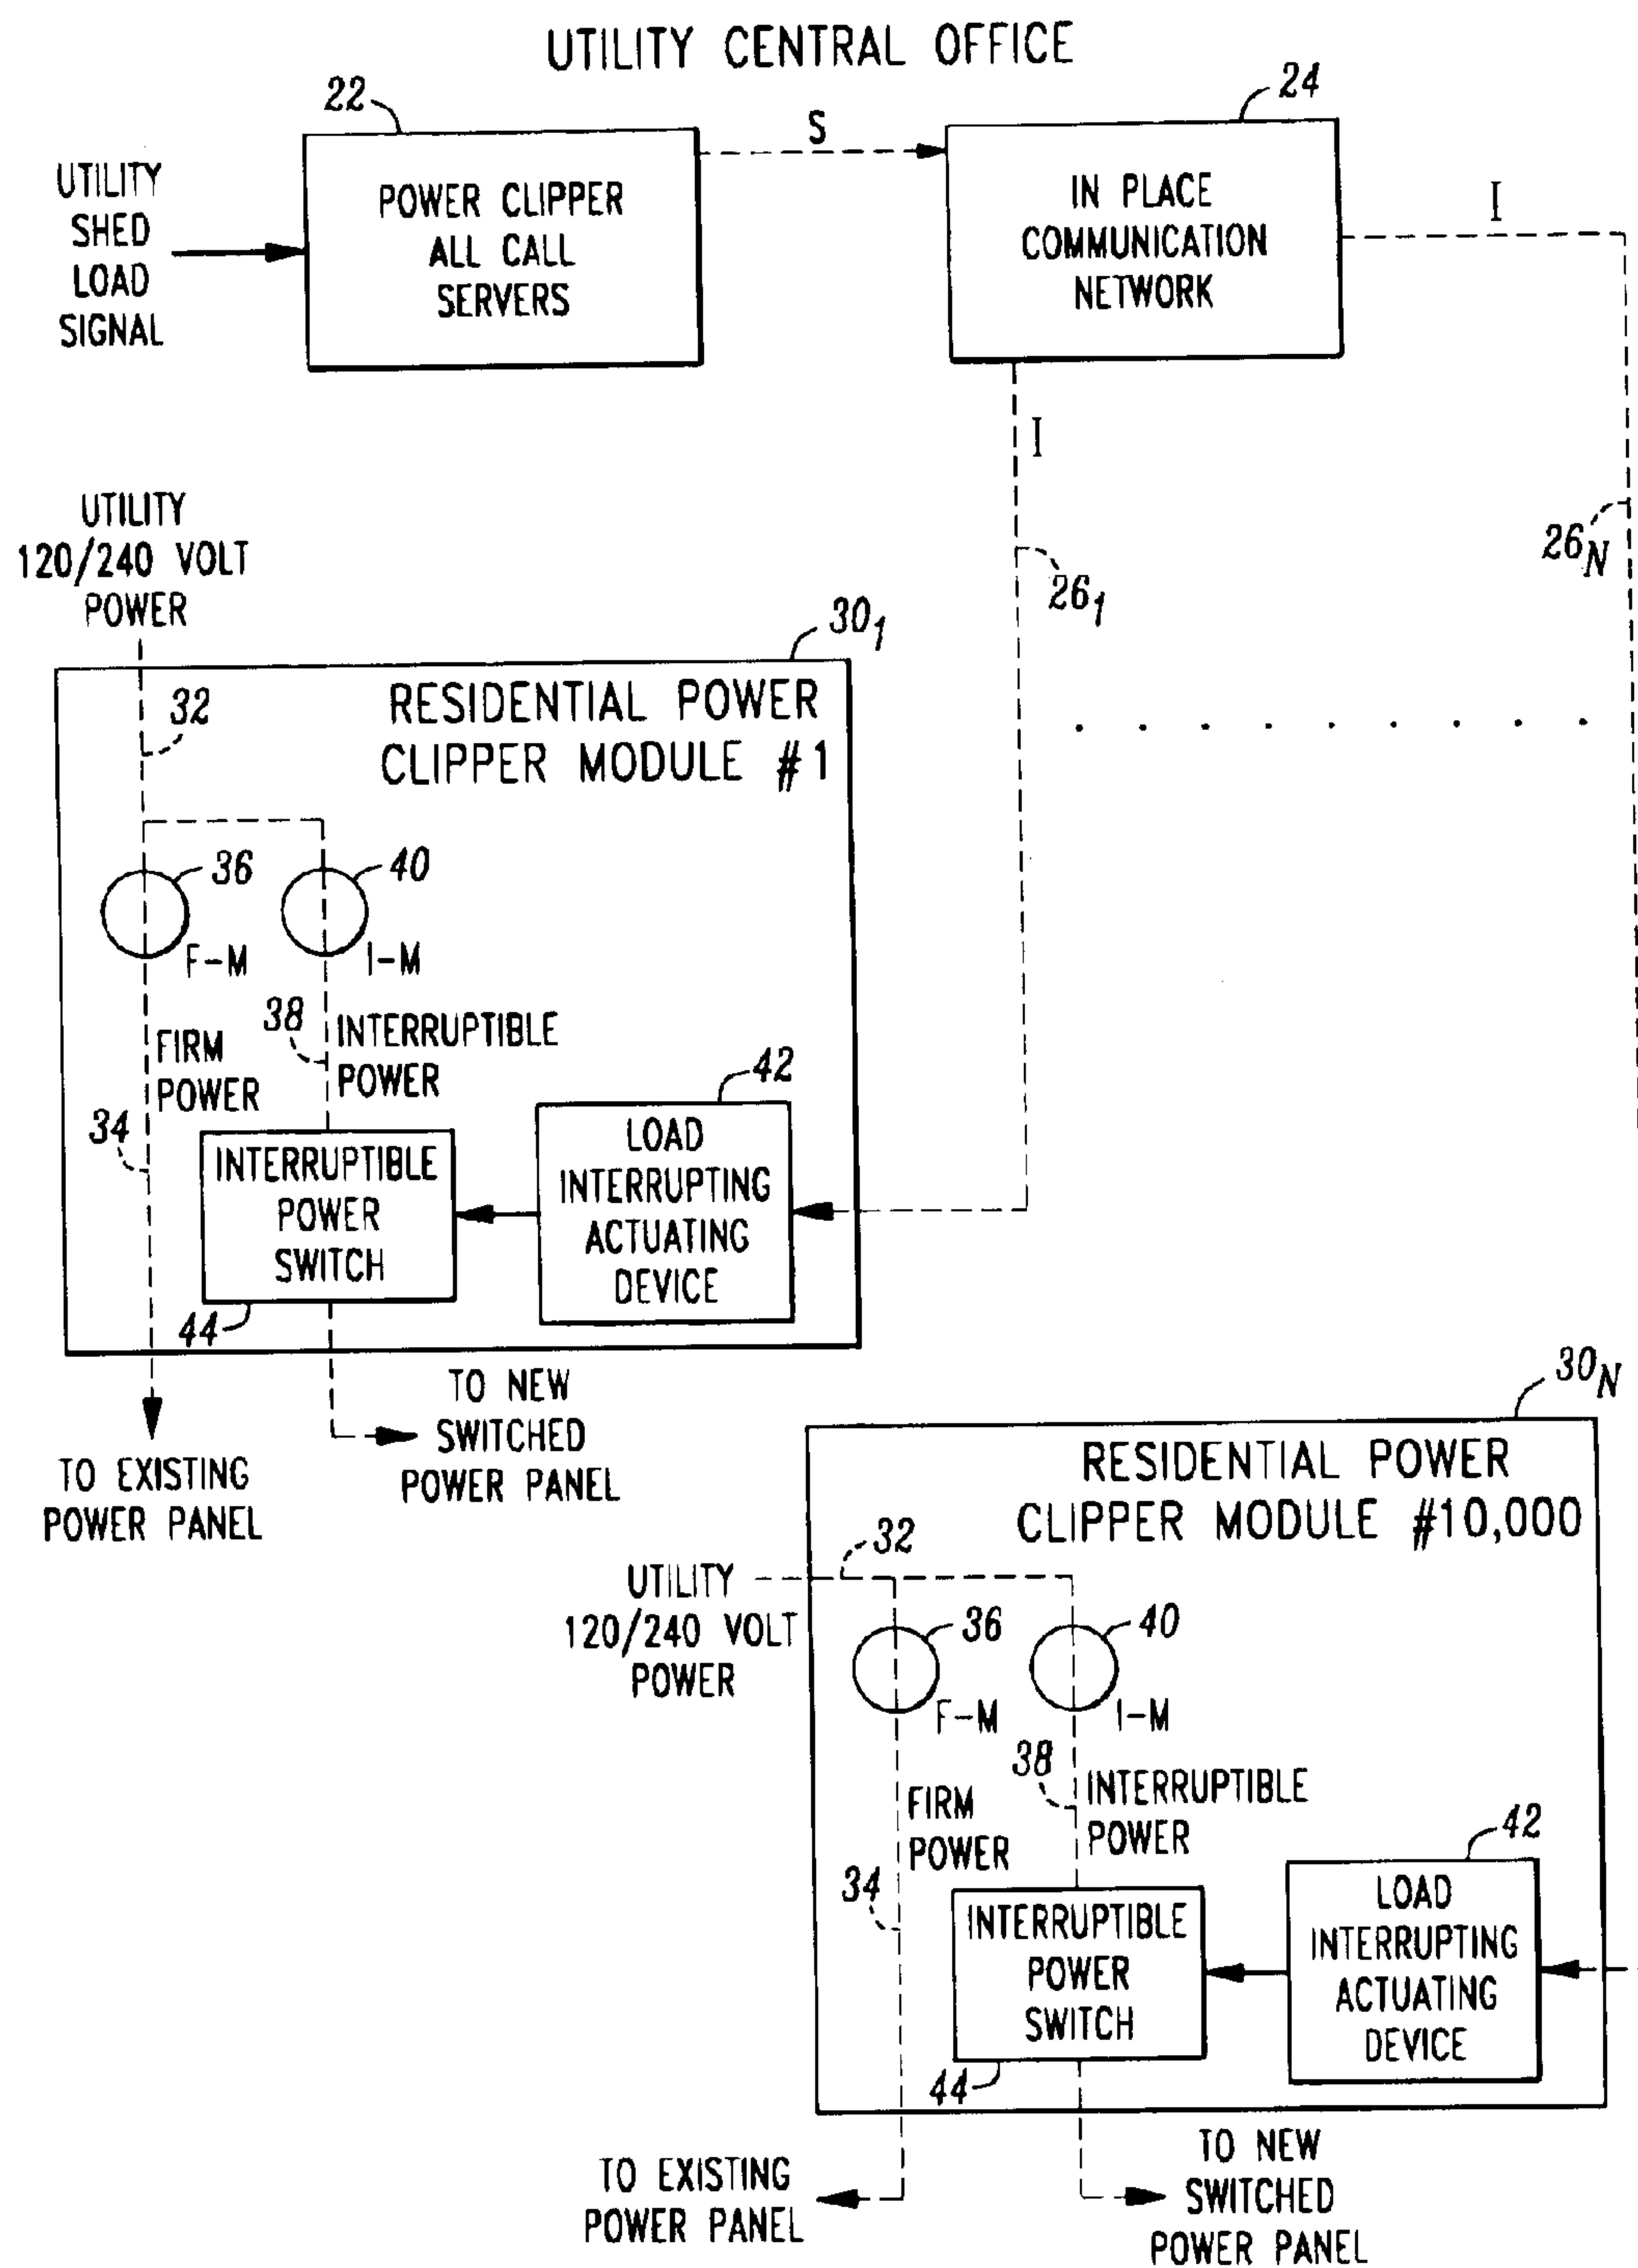 UTILITY CENTRAL OFFICE
22
24
UTILITY
SHED
LOAD
SIGNAL
POWER CLIPPER
ALL CALL
SERVERS
S
IN PLACE
COMMUNICATION
NETWORK
I
I
26N
261
UTILITY
120/240 VOLT
POWER
301
32
RESIDENTIAL POWER
CLIPPER MODULE #1
36
40
F-M
I-M
38
FIRM
POWER
INTERRUPTIBLE
POWER
34
42
INTERRUPTIBLE
POWER
SWITCH
LOAD
INTERRUPTING
ACTUATING
DEVICE
44
TO EXISTING
POWER PANEL
TO NEW
SWITCHED
POWER PANEL
30N
RESIDENTIAL POWER
CLIPPER MODULE #10,000
UTILITY
120/240 VOLT
POWER
32
36
40
F-M
I-M
38
FIRM
POWER
INTERRUPTIBLE
POWER
34
42
INTERRUPTIBLE
POWER
SWITCH
LOAD
INTERRUPTING
ACTUATING
DEVICE
44
TO EXISTING
POWER PANEL
TO NEW
SWITCHED
POWER PANEL